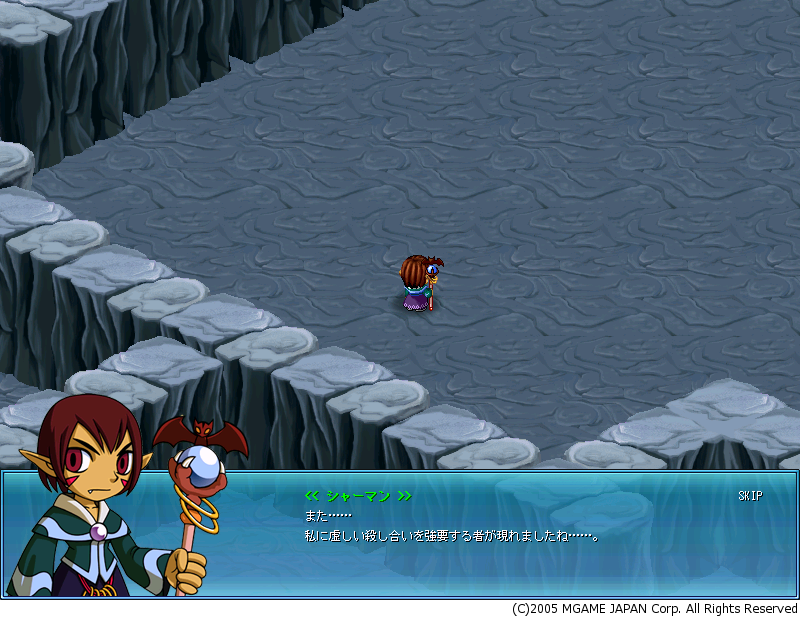 << シャーマン >>
SKIP
また……
私に虚しい殺し合いを強要する者が現れましたね……。
(C)2005 MGAME JAPAN Corp. All Rights Reserved